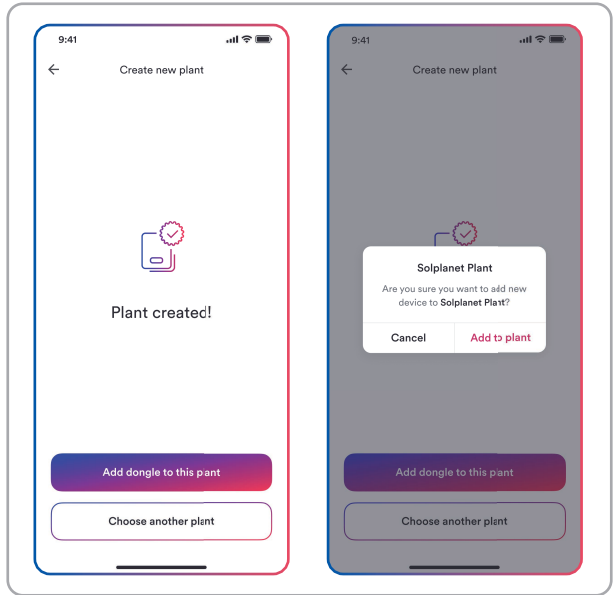 9:41
Create new plant
Plant created!
Add dongle to this plant
Choose another plant
9:41
Create new plant
Solplanet Plant
Are you sure you want to add new
device to Solplanet Plant?
Cancel
Add to plant
Add dongle to this pant
Choose another plant